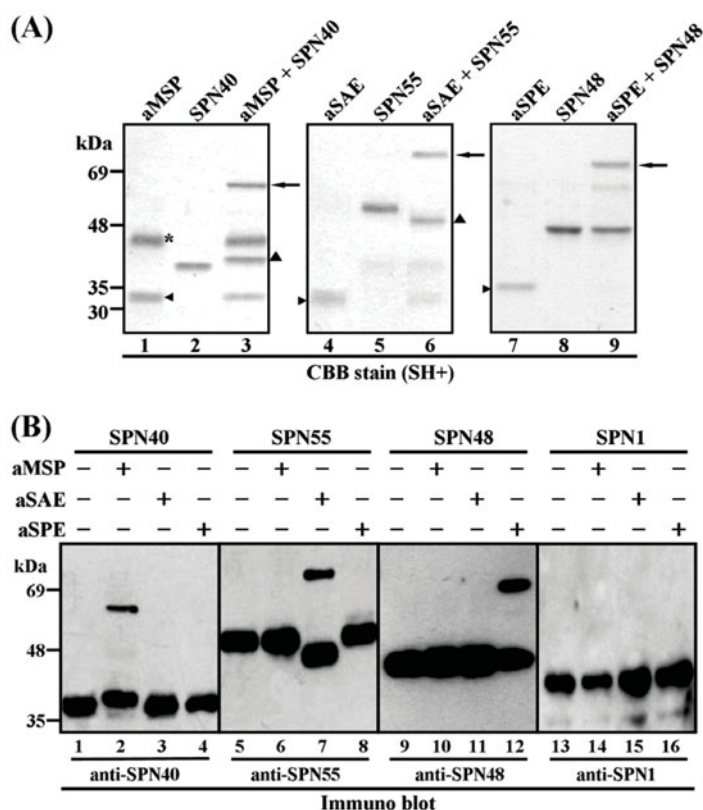 (A)
aMSP
SPN40
aMSP + SPN40
aSAE
SPN55
aSAE + SPN55
aSPE
SPN48
aSPE + SPN48
kDa
69
48
35
30
*
1 2 3 4 5 6 7 8 9
CBB stain (SH+)
(B)
SPN40 SPN55 SPN48 SPN1
aMSP – + – – – + – – – + – – – + – –
aSAE – – + – – – + – – – + – – – + –
aSPE – – – + – – – + – – – + – – – +
kDa
69
48
35
1 2 3 4 5 6 7 8 9 10 11 12 13 14 15 16
anti-SPN40 anti-SPN55 anti-SPN48 anti-SPN1
Immuno blot